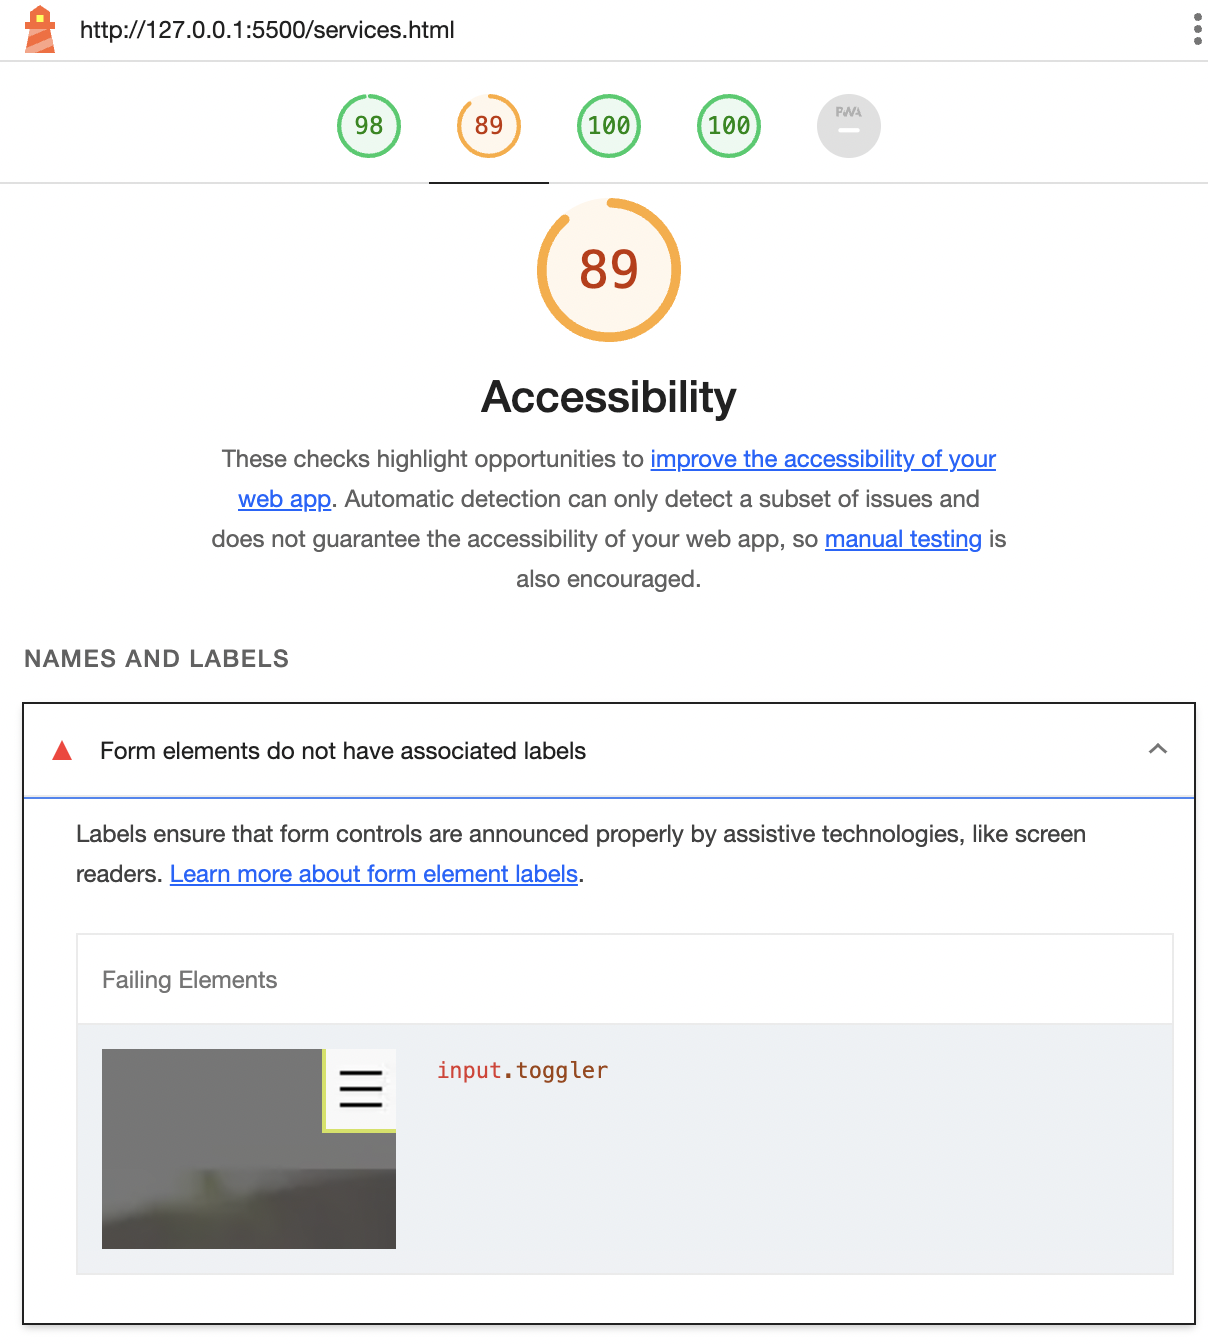 http://127.0.0.1:5500/services.html
98
89
100
100
PWA
89
Accessibility
These checks highlight opportunities to improve the accessibility of your
web app. Automatic detection can only detect a subset of issues and
does not guarantee the accessibility of your web app, so manual testing is
also encouraged.
NAMES AND LABELS
Form elements do not have associated labels
Labels ensure that form controls are announced properly by assistive technologies, like screen
readers. Learn more about form element labels.
Failing Elements
input.toggler